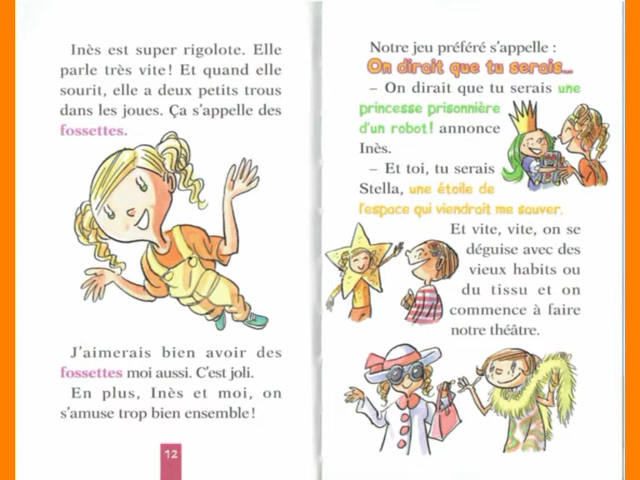 Inès est super rigolote. Elle
parle très vite ! Et quand elle
sourit, elle a deux petits trous
dans les joues. Ça s'appelle des
fossettes.
J'aimerais bien avoir des
fossettes moi aussi. C'est joli.
En plus, Inès et moi, on
s'amuse trop bien ensemble !
12
Notre jeu préféré s'appelle :
On dirait que tu serais...
– On dirait que tu serais une
princesse prisonnière
d'un robot ! annonce
Inès.
– Et toi, tu serais
Stella, une étoile de
l'espace qui viendrait me sauver.
Et vite, vite, on se
déguise avec des
vieux habits ou
du tissu et on
commence à faire
notre théâtre.